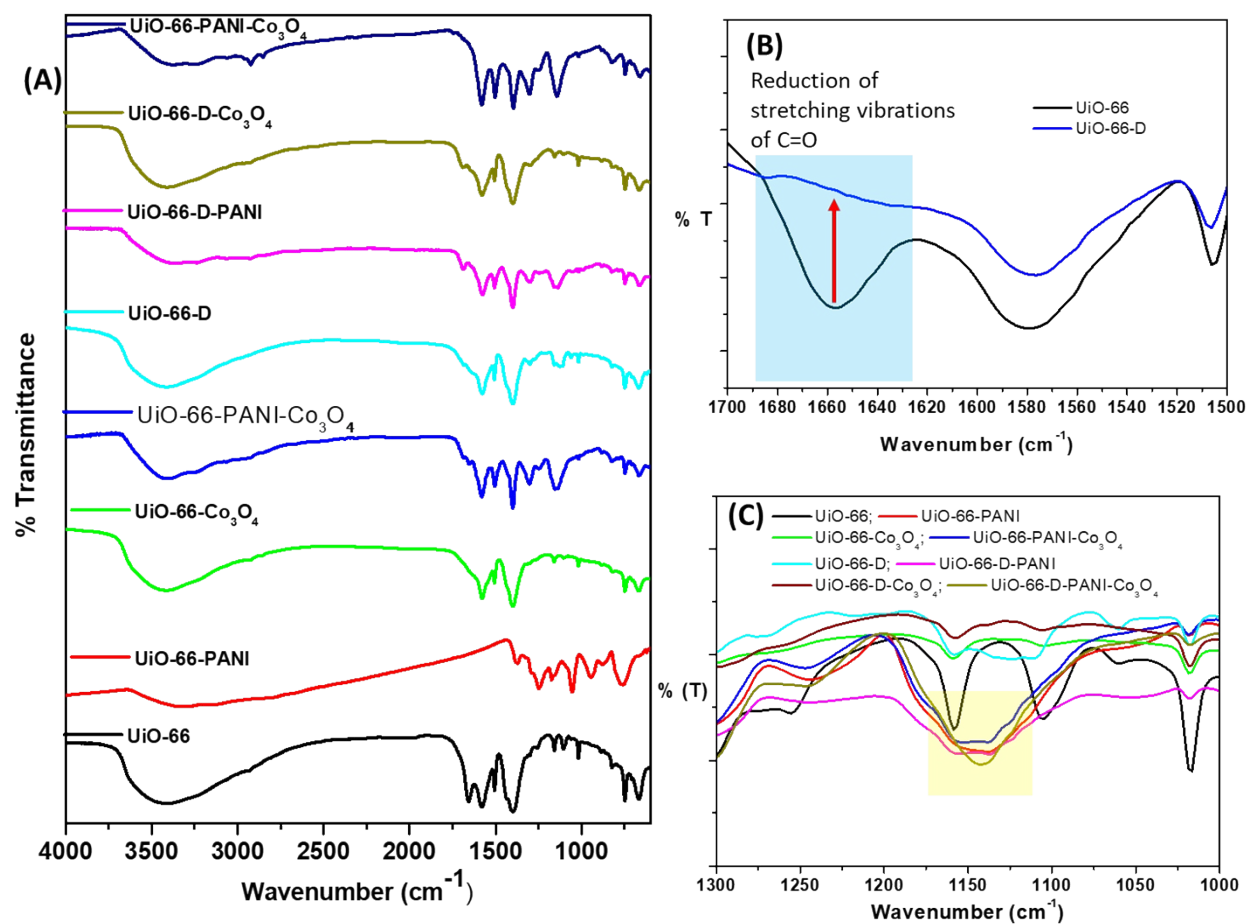 (A)
UiO-66-PANI-Co₃O₄
UiO-66-D-Co₃O₄
UiO-66-D-PANI
UiO-66-D
UiO-66-PANI-Co₃O₄
UiO-66-Co₃O₄
UiO-66-PANI
UiO-66
% Transmittance
4000 3500 3000 2500 2000 1500 1000
Wavenumber (cm⁻¹)
(B)
Reduction of
stretching vibrations
of C=O
UiO-66
UiO-66-D
% T
1700 1680 1660 1640 1620 1600 1580 1560 1540 1520 1500
Wavenumber (cm⁻¹)
(C)
UiO-66; UiO-66-PANI
UiO-66-Co₃O₄; UiO-66-PANI-Co₃O₄
UiO-66-D; UiO-66-D-PANI
UiO-66-D-Co₃O₄; UiO-66-D-PANI-Co₃O₄
% (T)
1300 1250 1200 1150 1100 1050 1000
Wavenumber (cm⁻¹)